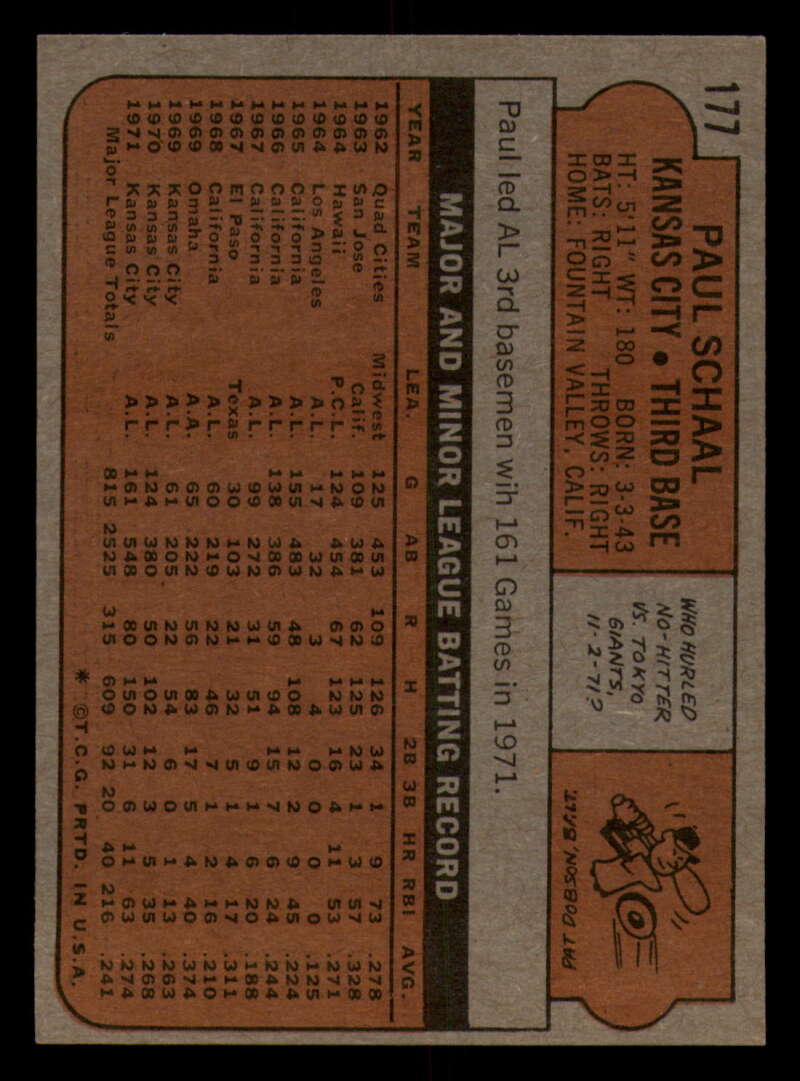 177
PAUL SCHAAL
KANSAS CITY • THIRD BASE
HT: 5'11" WT: 180 BORN: 3-3-43
BATS: RIGHT THROWS: RIGHT
HOME: FOUNTAIN VALLEY, CALIF.
WHO HURLED
NO-HITTER
VS. TOKYO
GIANTS,
11-2-71?
PAT DOBSON, BALT.
Paul led AL 3rd basemen wih 161 Games in 1971.
MAJOR AND MINOR LEAGUE BATTING RECORD
YEAR TEAM LEA. G AB R H 2B 3B HR RBI AVG.
1962 Quad Cities Midwest 125 453 109 126 34 1 9 73 .278
1963 San Jose Calif. 109 381 62 125 23 1 3 57 .328
1964 Hawaii P.C.L. 124 454 67 123 16 4 11 53 .271
1964 Los Angeles A.L. 17 32 3 4 0 0 0 0 .125
1965 California A.L. 155 483 48 108 12 2 9 45 .224
1966 California A.L. 138 386 59 94 15 7 6 24 .244
1967 California A.L. 99 272 31 51 9 1 6 20 .188
1967 El Paso Texas 30 103 21 32 5 1 4 17 .311
1968 California A.L. 60 219 22 46 7 1 2 16 .210
1969 Omaha A.A. 65 222 56 83 17 5 4 40 .374
1969 Kansas City A.L. 61 205 22 54 6 0 1 13 .263
1970 Kansas City A.L. 124 380 50 102 12 3 5 35 .268
1971 Kansas City A.L. 161 548 80 150 31 6 11 63 .274
Major League Totals 815 2525 315 609 92 20 40 216 .241
* ©T.C.G. PRTD. IN U.S.A.